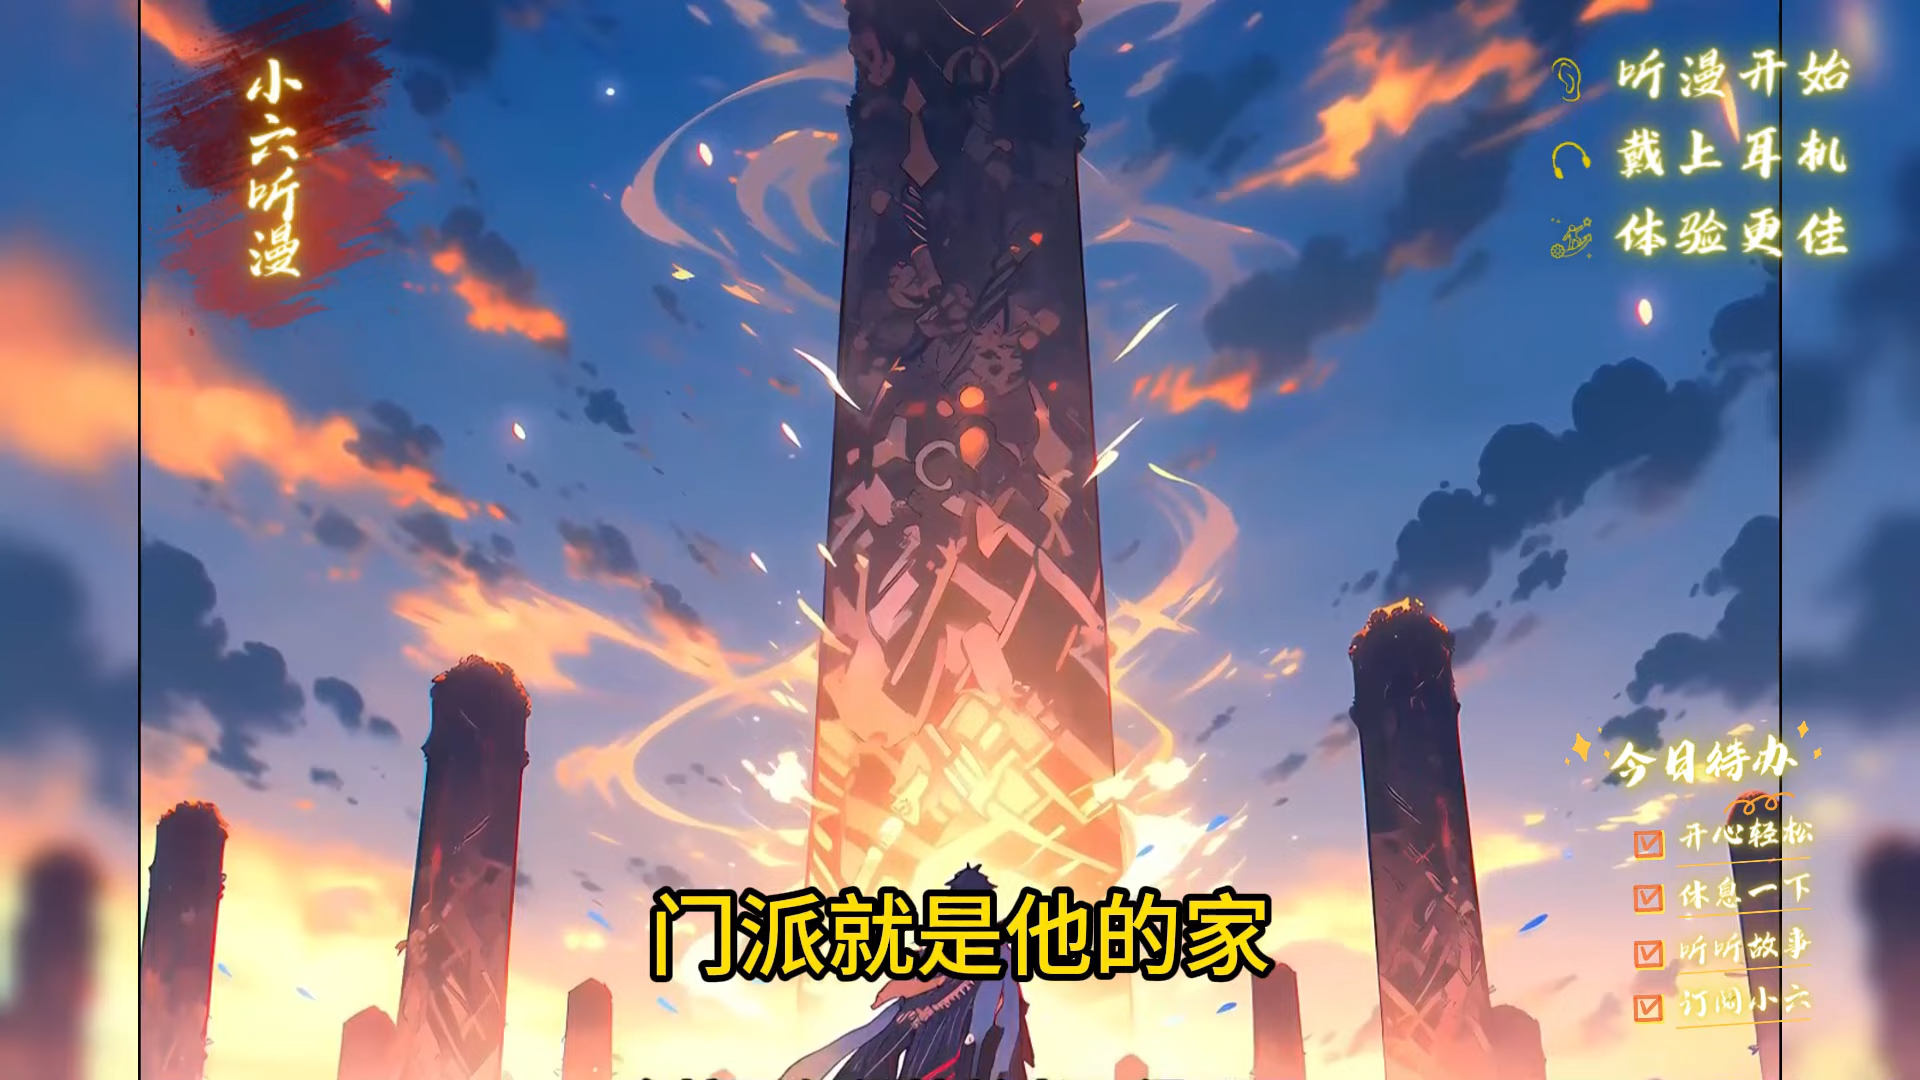 小六听漫
听漫开始
戴上耳机
体验更佳
今日待办
开心轻松
休息一下
听听故事
订阅小六
门派就是他的家